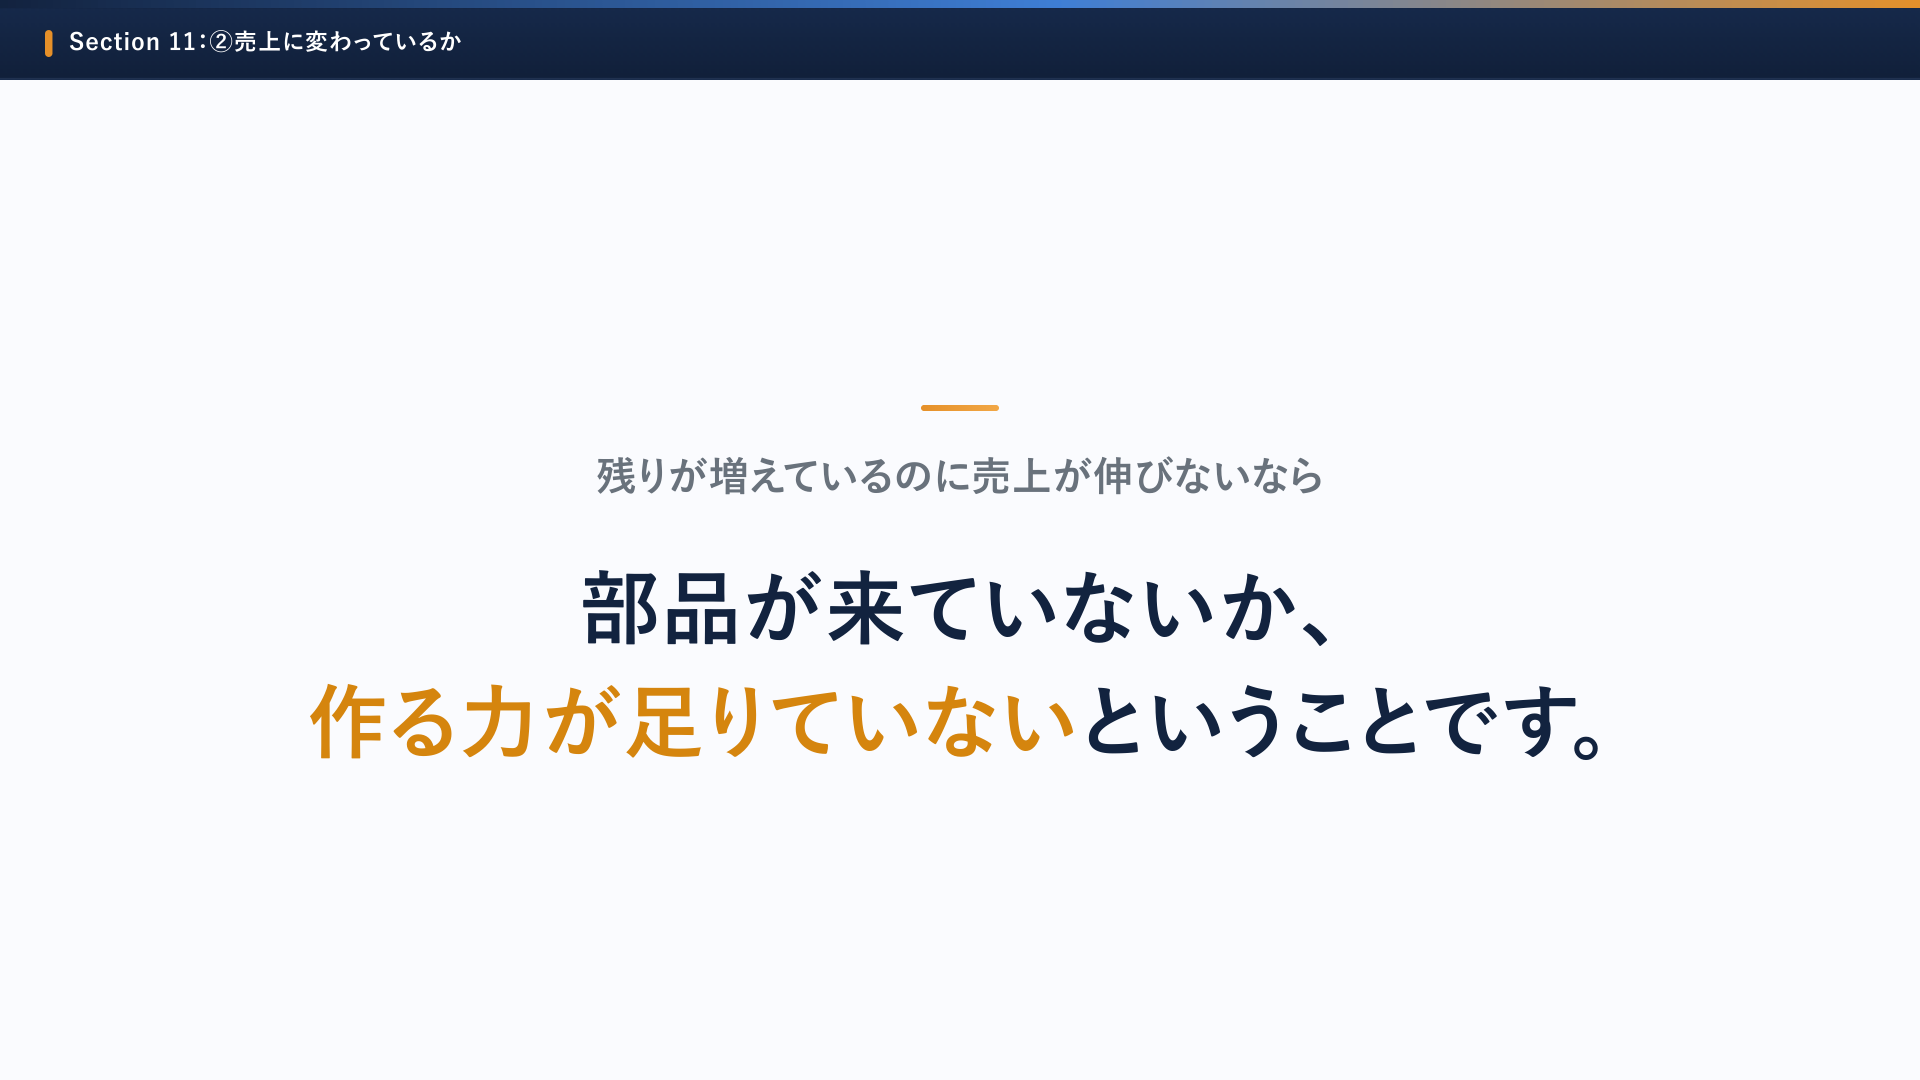 Section 11：②売上に変わっているか
残りが増えているのに売上が伸びないなら
部品が来ていないか、
作る力が足りていないということです。